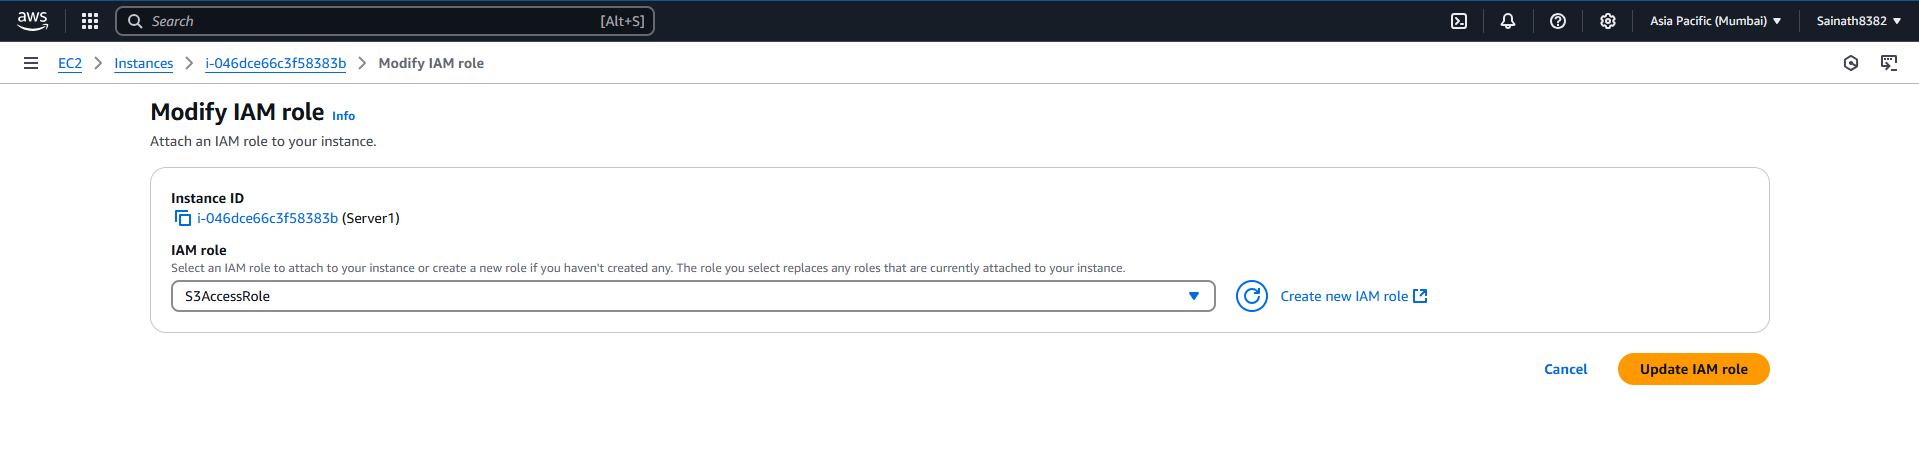 aws Search [Alt+S] Asia Pacific (Mumbai) Sainath8382
EC2 Instances i-046dce66c3f58383b Modify IAM role
Modify IAM role Info
Attach an IAM role to your instance.
Instance ID
i-046dce66c3f58383b (Server1)
IAM role
Select an IAM role to attach to your instance or create a new role if you haven't created any. The role you select replaces any roles that are currently attached to your instance.
S3AccessRole Create new IAM role
Cancel Update IAM role